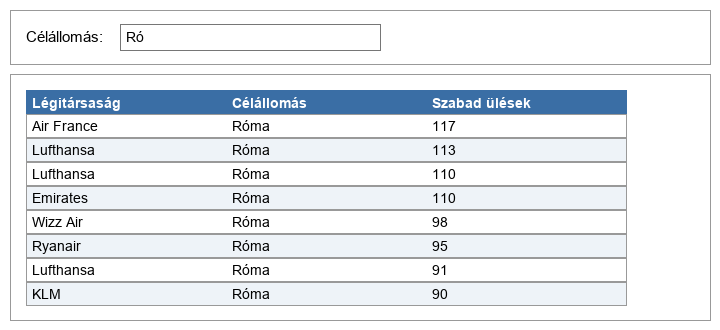 Célállomás: Ró
Légitársaság Célállomás Szabad ülések
Air France Róma 117
Lufthansa Róma 113
Lufthansa Róma 110
Emirates Róma 110
Wizz Air Róma 98
Ryanair Róma 95
Lufthansa Róma 91
KLM Róma 90